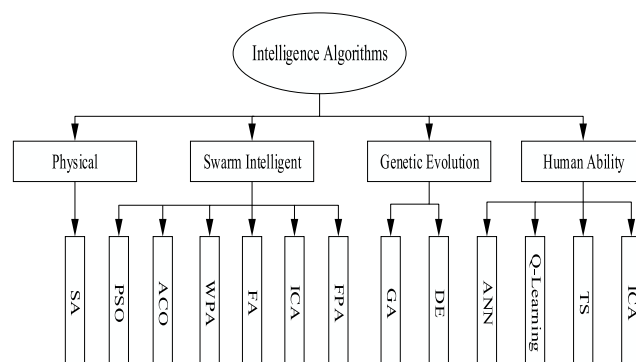 Intelligence Algorithms
Physical
Swarm Intelligent
Genetic Evolution
Human Ability
SA
PSO
ACO
WPA
FA
ICA
FPA
GA
DE
ANN
Q-Learning
TS
ICA